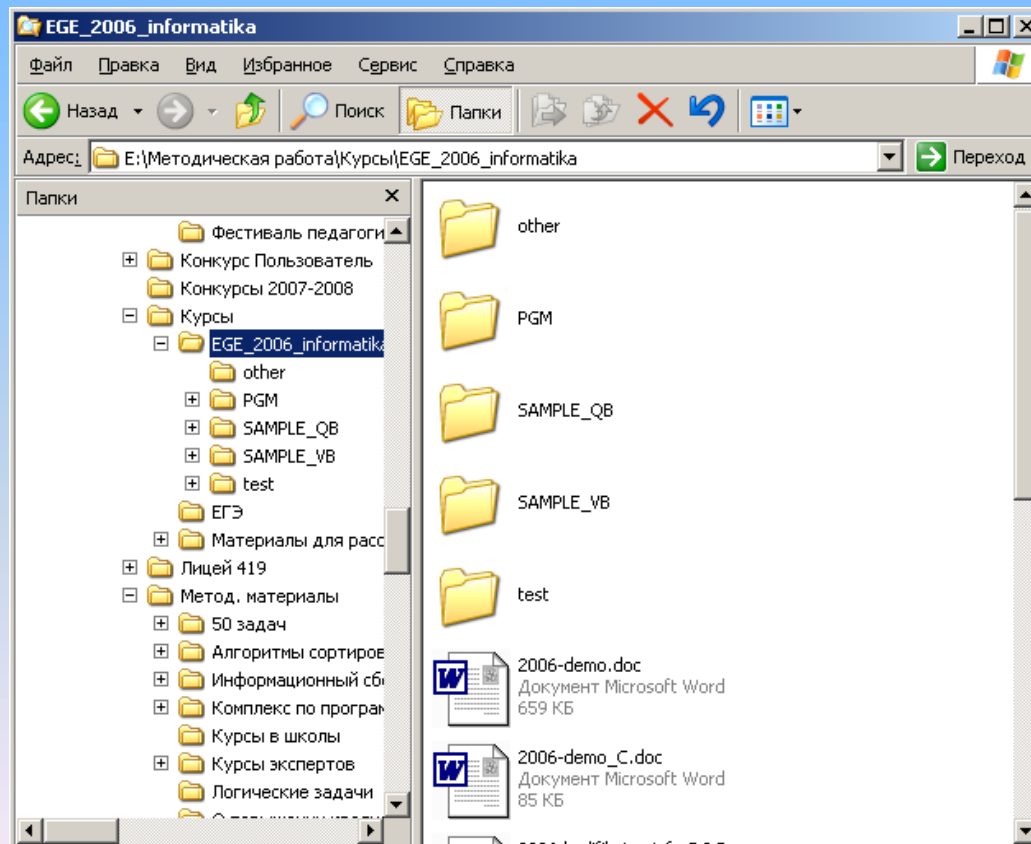 EGE_2006_informatika
Файл Правка Вид Избранное Сервис Справка
Назад Поиск Папки
Адрес: E:\Методическая работа\Курсы\EGE_2006_informatika Переход
Папки
Фестиваль педагоги
Конкурс Пользователь
Конкурсы 2007-2008
Курсы
EGE_2006_informatika
other
PGM
SAMPLE_QB
SAMPLE_VB
test
ЕГЭ
Материалы для расс
Лицей 419
Метод. материалы
50 задач
Алгоритмы сортиров
Информационный сб
Комплекс по програм
Курсы в школы
Курсы экспертов
Логические задачи
other
PGM
SAMPLE_QB
SAMPLE_VB
test
2006-demo.doc
Документ Microsoft Word
659 КБ
2006-demo_C.doc
Документ Microsoft Word
85 КБ